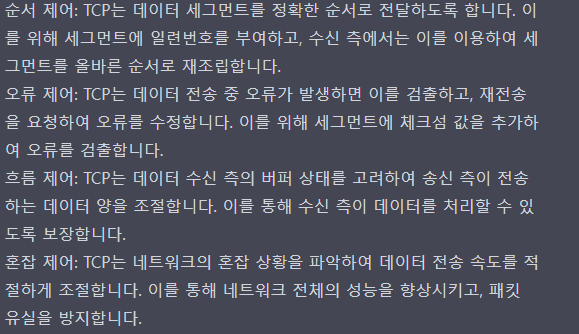 순서 제어: TCP는 데이터 세그먼트를 정확한 순서로 전달하도록 합니다. 이
를 위해 세그먼트에 일련번호를 부여하고, 수신 측에서는 이를 이용하여 세
그먼트를 올바른 순서로 재조립합니다.
오류 제어: TCP는 데이터 전송 중 오류가 발생하면 이를 검출하고, 재전송
을 요청하여 오류를 수정합니다. 이를 위해 세그먼트에 체크섬 값을 추가하
여 오류를 검출합니다.
흐름 제어: TCP는 데이터 수신 측의 버퍼 상태를 고려하여 송신 측이 전송
하는 데이터 양을 조절합니다. 이를 통해 수신 측이 데이터를 처리할 수 있
도록 보장합니다.
혼잡 제어: TCP는 네트워크의 혼잡 상황을 파악하여 데이터 전송 속도를 적
절하게 조절합니다. 이를 통해 네트워크 전체의 성능을 향상시키고, 패킷
유실을 방지합니다.